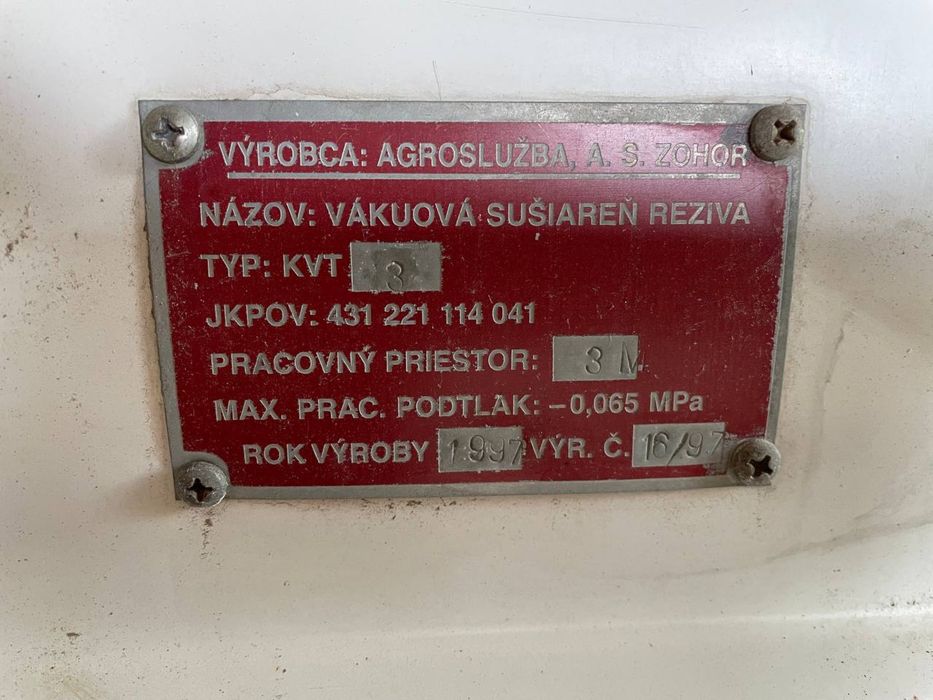 VÝROBCA: AGROSLUŽBA, A. S. ZOHOR
NÁZOV: VÁKUOVÁ SUŠIAREŇ REZIVA
TYP: KVT 3
JKPOV: 431 221 114 041
PRACOVNÝ PRIESTOR: 3 M
MAX. PRAC. PODTLAK: -0,065 MPa
ROK VÝROBY 1997 VÝR. Č. 16/97